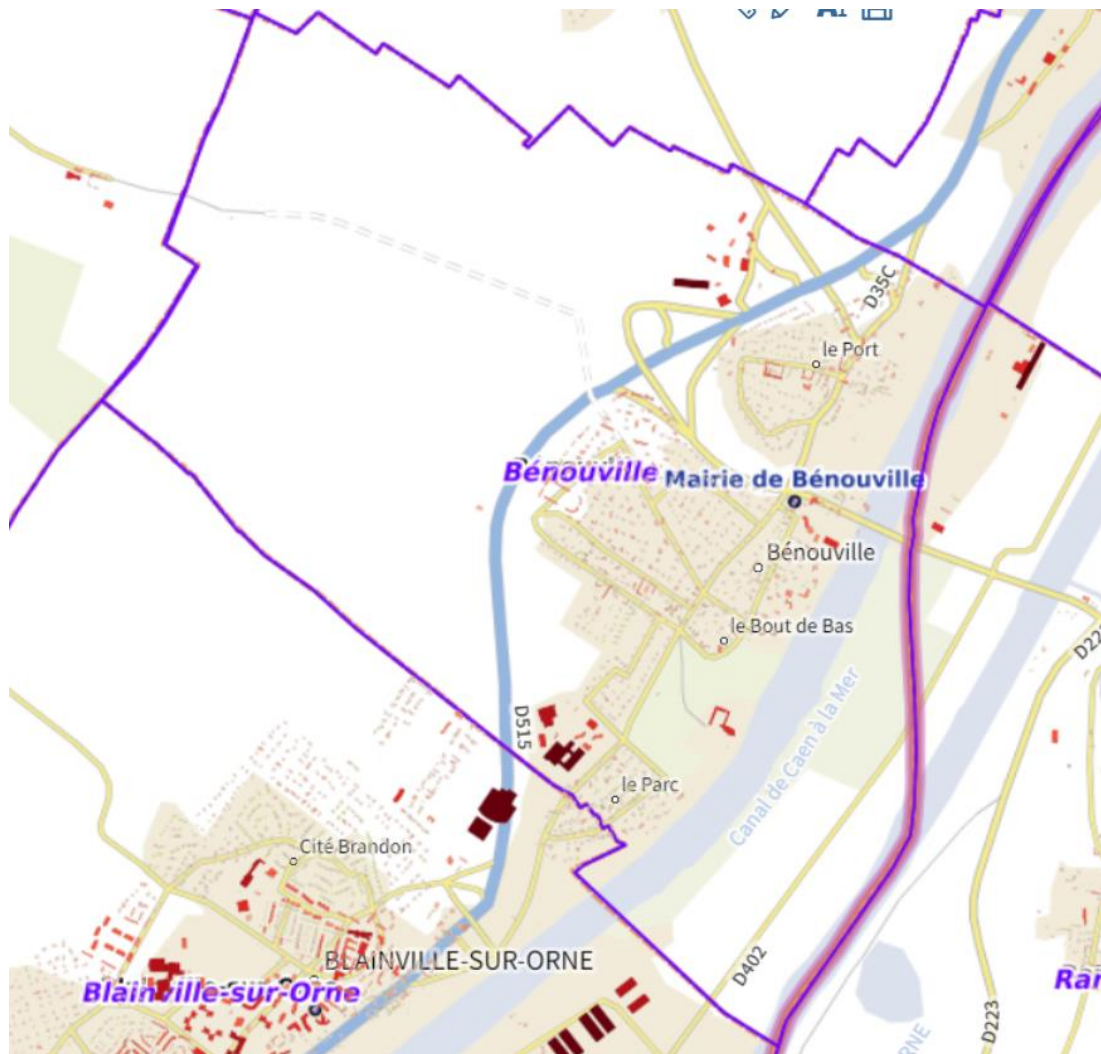 D35C
le Port
Bénouville
Mairie de Bénouville
Bénouville
le Bout de Bas
D515
le Parc
Canal de Caen à la Mer
Cité Brandon
BLAINVILLE-SUR-ORNE
Blainville-sur-Orne
D402
D223
Ran
RNE